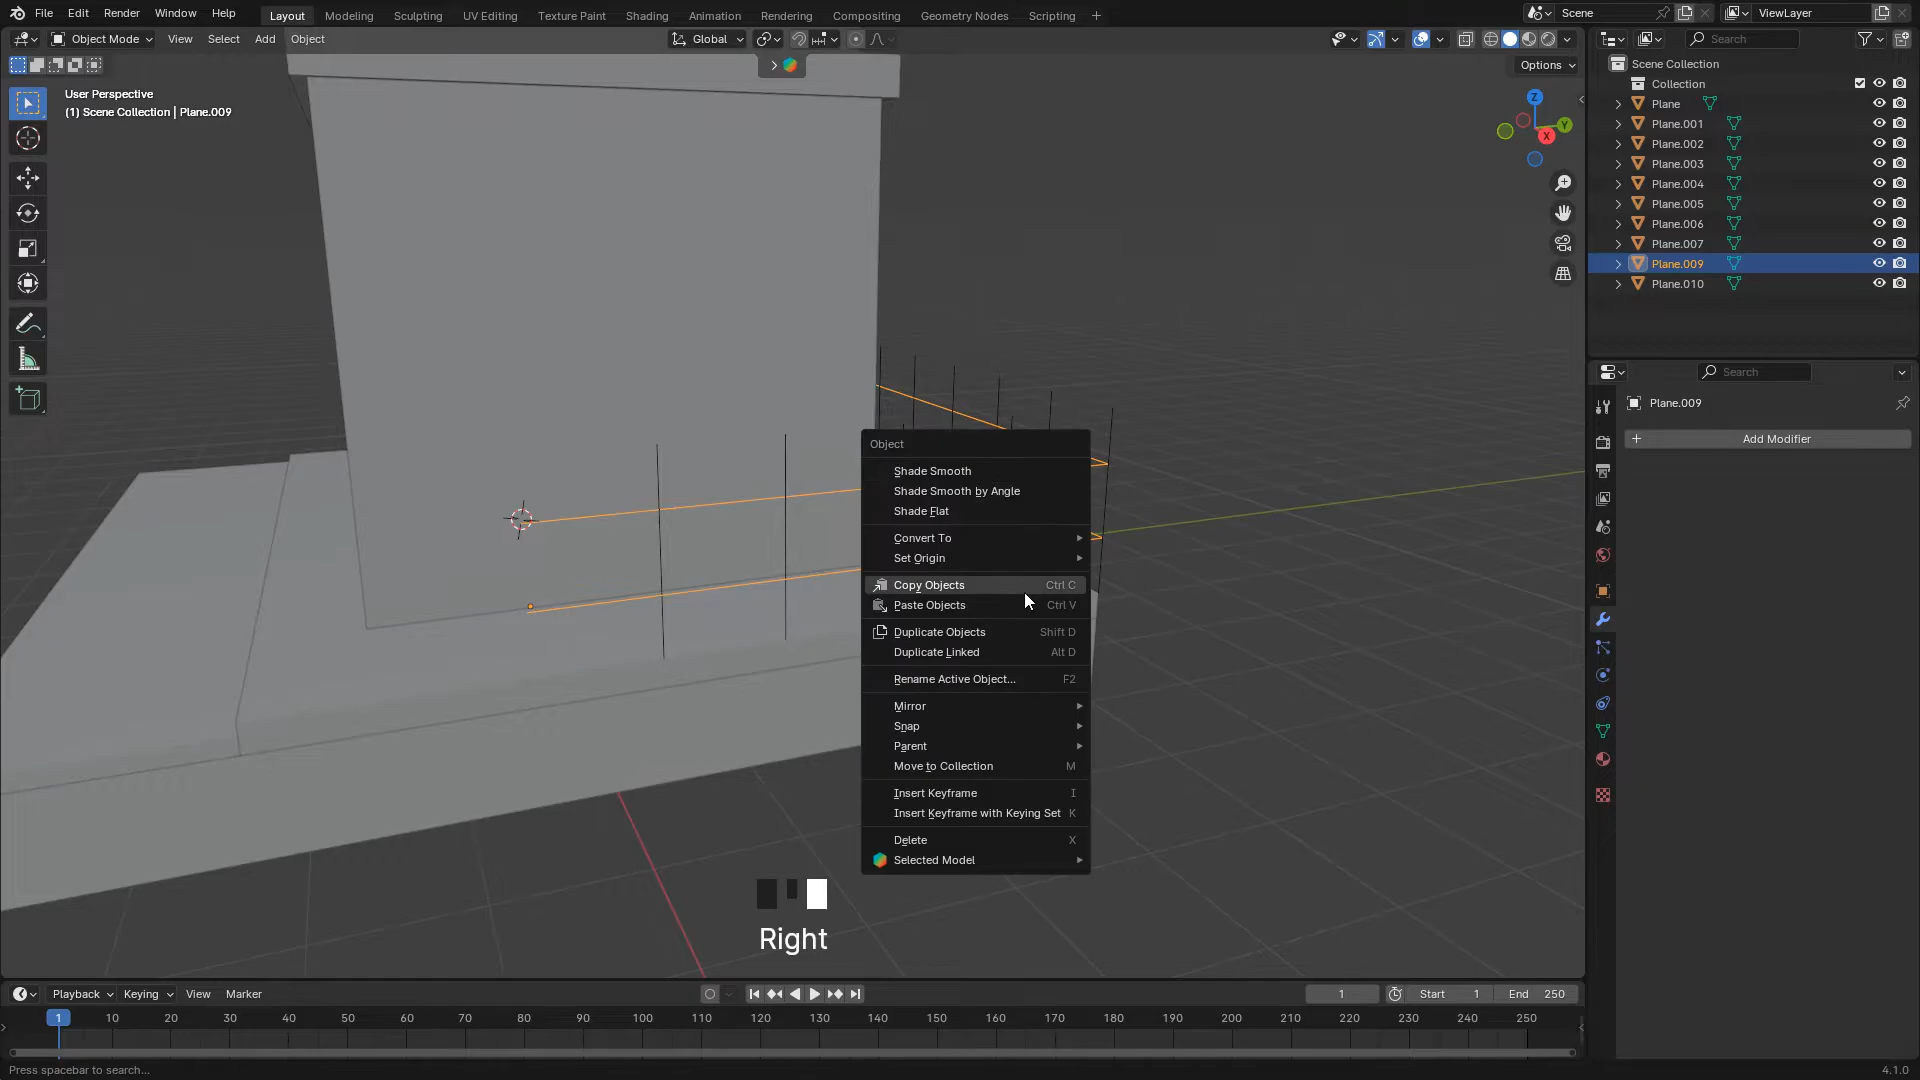 File Edit Render Window Help Layout Modeling Sculpting UV Editing Texture Paint Shading Animation Rendering Compositing Geometry Nodes Scripting + Scene ViewLayer
Object Mode View Select Add Object Global Search
Options
User Perspective
(1) Scene Collection | Plane.009
Z
Y
X
Scene Collection
Collection
Plane
Plane.001
Plane.002
Plane.003
Plane.004
Plane.005
Plane.006
Plane.007
Plane.009
Plane.010
Search
Plane.009
+ Add Modifier
Object
Shade Smooth
Shade Smooth by Angle
Shade Flat
Convert To
Set Origin
Copy Objects Ctrl C
Paste Objects Ctrl V
Duplicate Objects Shift D
Duplicate Linked Alt D
Rename Active Object... F2
Mirror
Snap
Parent
Move to Collection M
Insert Keyframe I
Insert Keyframe with Keying Set K
Delete X
Selected Model
Right
Playback Keying View Marker 1 Start 1 End 250
1 10 20 30 40 50 60 70 80 90 100 110 120 130 140 150 160 170 180 190 200 210 220 230 240 250
Press spacebar to search... 4.1.0